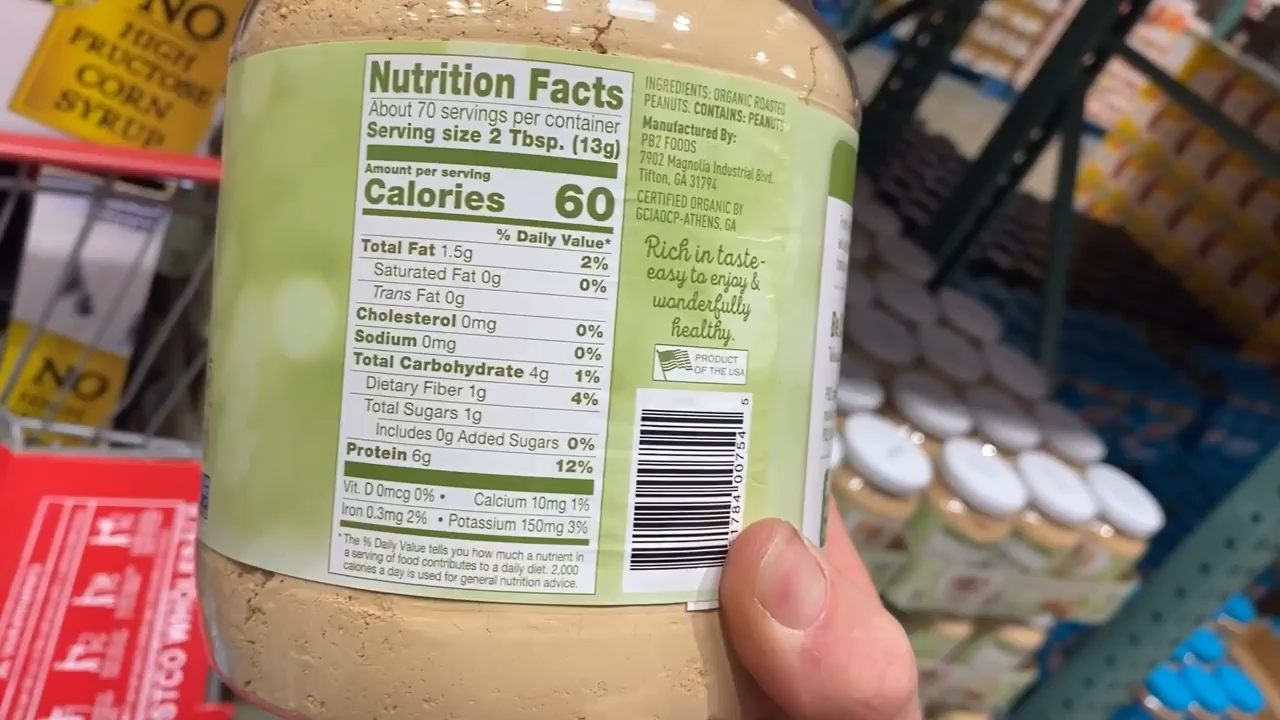 NO
HIGH
FRUCTOSE
CORN
SYRUP
NO
Nutrition Facts
About 70 servings per container
Serving size 2 Tbsp. (13g)
Amount per serving
Calories 60
% Daily Value*
Total Fat 1.5g 2%
Saturated Fat 0g 0%
Trans Fat 0g
Cholesterol 0mg 0%
Sodium 0mg 0%
Total Carbohydrate 4g 1%
Dietary Fiber 1g 4%
Total Sugars 1g
Includes 0g Added Sugars 0%
Protein 6g 12%
Vit. D 0mcg 0% • Calcium 10mg 1%
Iron 0.3mg 2% • Potassium 150mg 3%
*The % Daily Value tells you how much a nutrient in
a serving of food contributes to a daily diet. 2,000
calories a day is used for general nutrition advice.
INGREDIENTS: ORGANIC ROASTED
PEANUTS. CONTAINS: PEANUTS
Manufactured By:
PB2 FOODS
7902 Magnolia Industrial Blvd.
Tifton, GA 31794
CERTIFIED ORGANIC BY
GCIAOCP-ATHENS, GA
Rich in taste-
easy to enjoy &
wonderfully
healthy.
PRODUCT
OF THE USA
1784 00754 5
STCO WHOLE